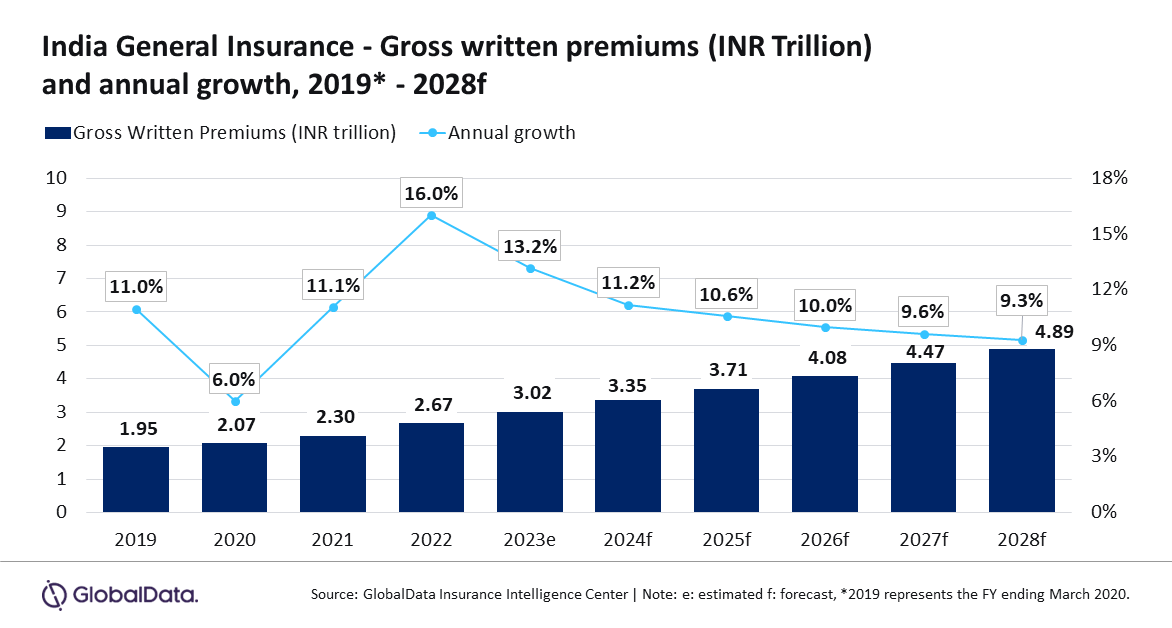 India General Insurance - Gross written premiums (INR Trillion)
and annual growth, 2019* - 2028f
Gross Written Premiums (INR trillion) Annual growth
10 18%
9
8 15%
7
6 12%
5 9%
4
3 6%
2 3%
1
0 0%
11.0% 6.0% 11.1% 16.0% 13.2% 11.2% 10.6% 10.0% 9.6% 9.3%
1.95 2.07 2.30 2.67 3.02 3.35 3.71 4.08 4.47 4.89
2019 2020 2021 2022 2023e 2024f 2025f 2026f 2027f 2028f
GlobalData.
Source: GlobalData Insurance Intelligence Center | Note: e: estimated f: forecast, *2019 represents the FY ending March 2020.